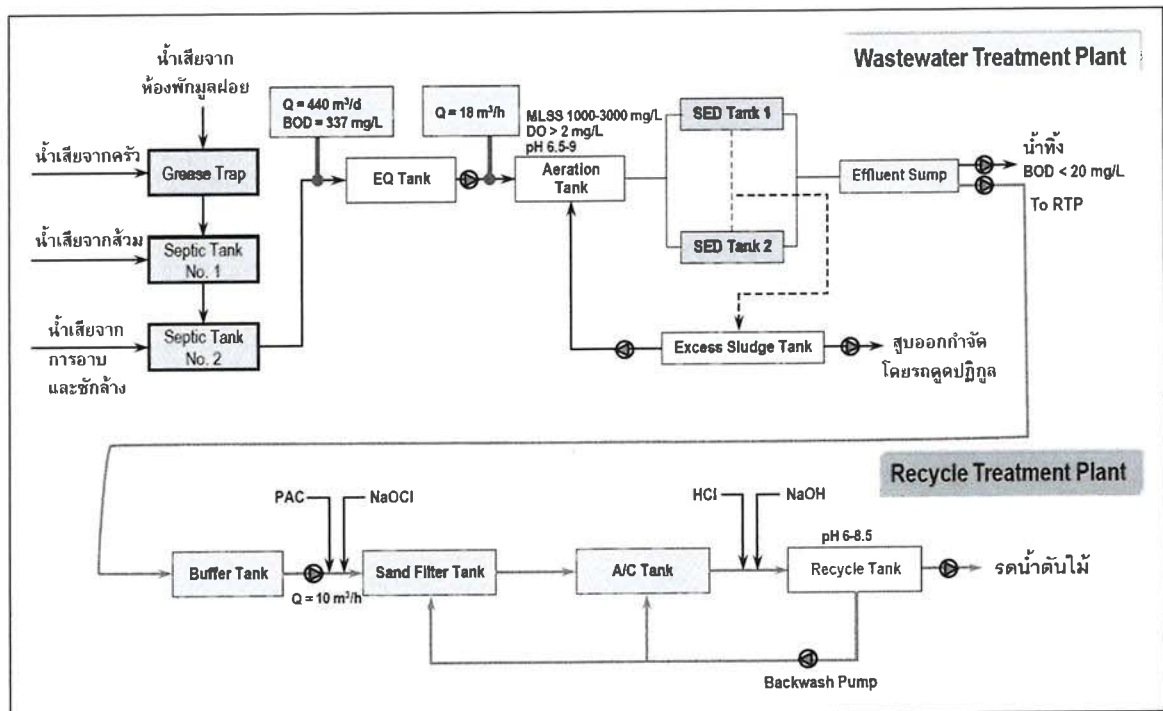 Wastewater Treatment Plant
น้ำเสียจาก
ห้องพักมูลฝอย
น้ำเสียจากครัว
Grease Trap
น้ำเสียจากส้วม
Septic Tank
No. 1
น้ำเสียจาก
การอาบ
และซักล้าง
Septic Tank
No. 2
Q = 440 m³/d
BOD = 337 mg/L
EQ Tank
Q = 18 m³/h
MLSS 1000-3000 mg/L
DO > 2 mg/L
pH 6.5-9
Aeration
Tank
SED Tank 1
SED Tank 2
Effluent Sump
น้ำทิ้ง
BOD < 20 mg/L
To RTP
Excess Sludge Tank
สูบออกกำจัด
โดยรถดูดปฏิกูล
Recycle Treatment Plant
PAC
NaOCl
HCl
NaOH
pH 6-8.5
Buffer Tank
Q = 10 m³/h
Sand Filter Tank
A/C Tank
Recycle Tank
รดน้ำต้นไม้
Backwash Pump